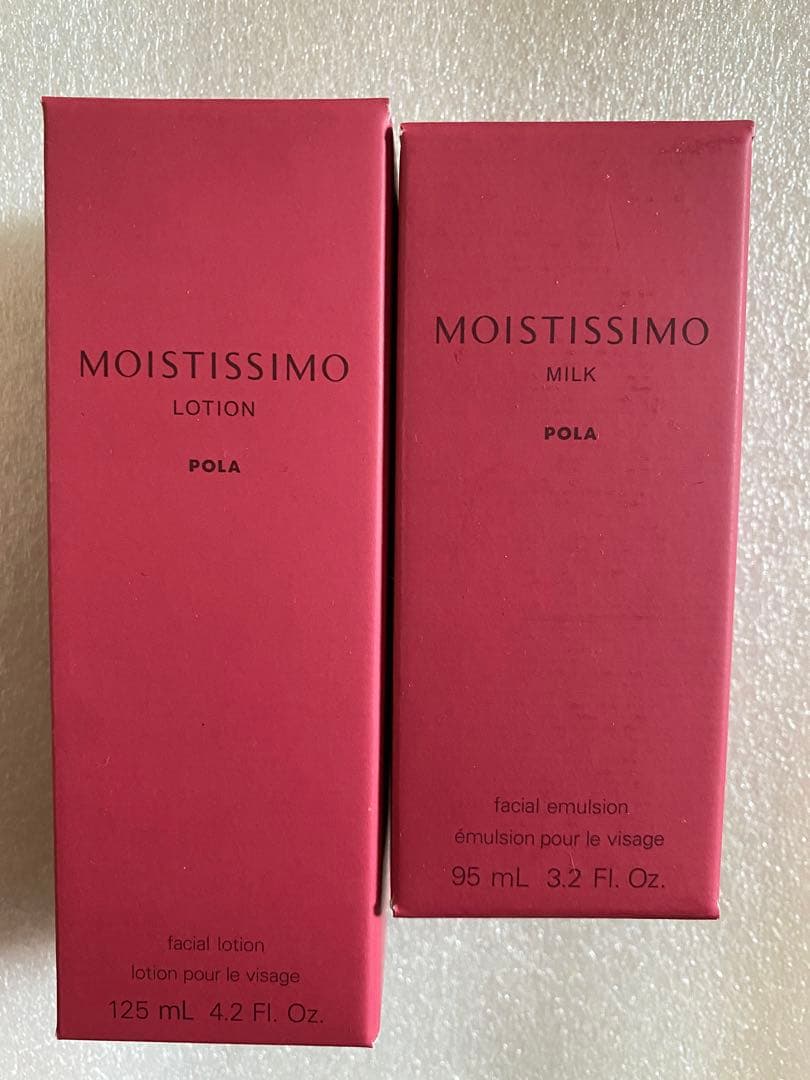 MOISTISSIMO
LOTION
POLA
facial lotion
lotion pour le visage
125 mL 4.2 Fl. Oz.
MOISTISSIMO
MILK
POLA
facial emulsion
émulsion pour le visage
95 mL 3.2 Fl. Oz.